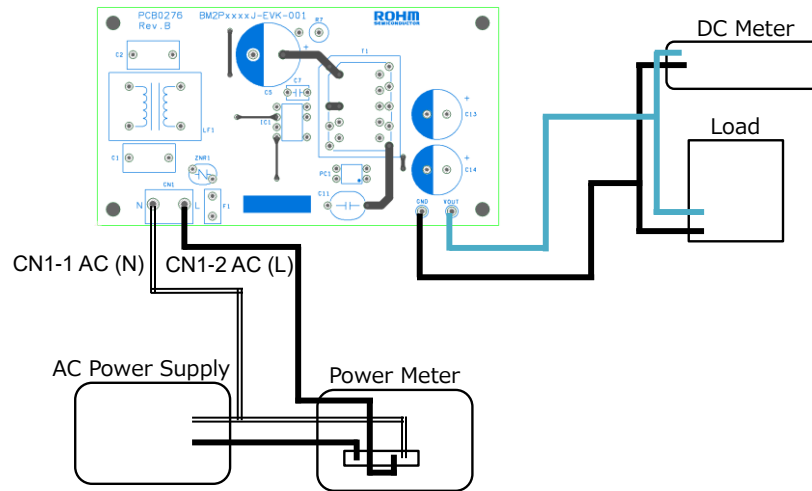 PCB0276 BM2PxxxxJ-EVK-001
Rev.B
ROHM
SEMICONDUCTOR
R7
C2
T1
C5
C7
IC1
LF1
C13
C1
ZNR1
PC1
C14
CN1
C11
N
L
F1
GND
VOUT
DC Meter
Load
CN1-1 AC (N)
CN1-2 AC (L)
AC Power Supply
Power Meter